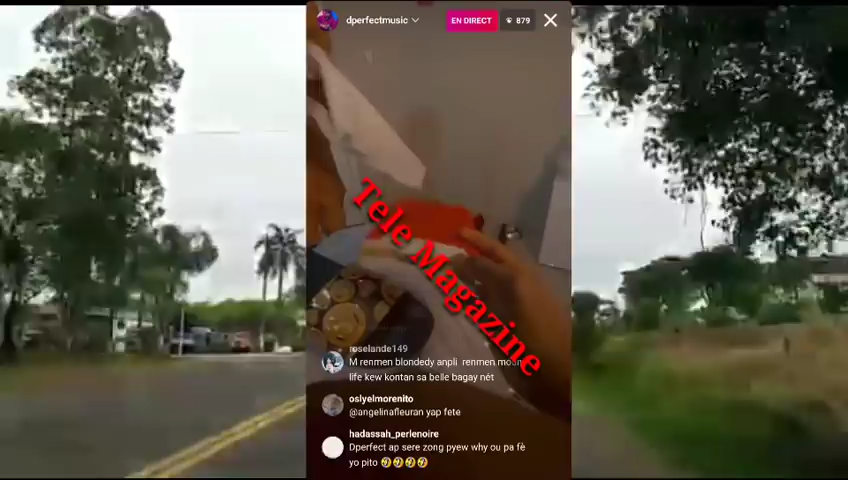 dperfectmusic
EN DIRECT
879
Tele Magazine
roselande149
M renmen blondedy anpli renmen moun
life kew kontan sa belle bagay nét
oslyelmorenito
@angelinafleuran yap fete
hadassah_perlenoire
Dperfect ap sere zong pyew why ou pa fè
yo pito 🤣🤣🤣🤣